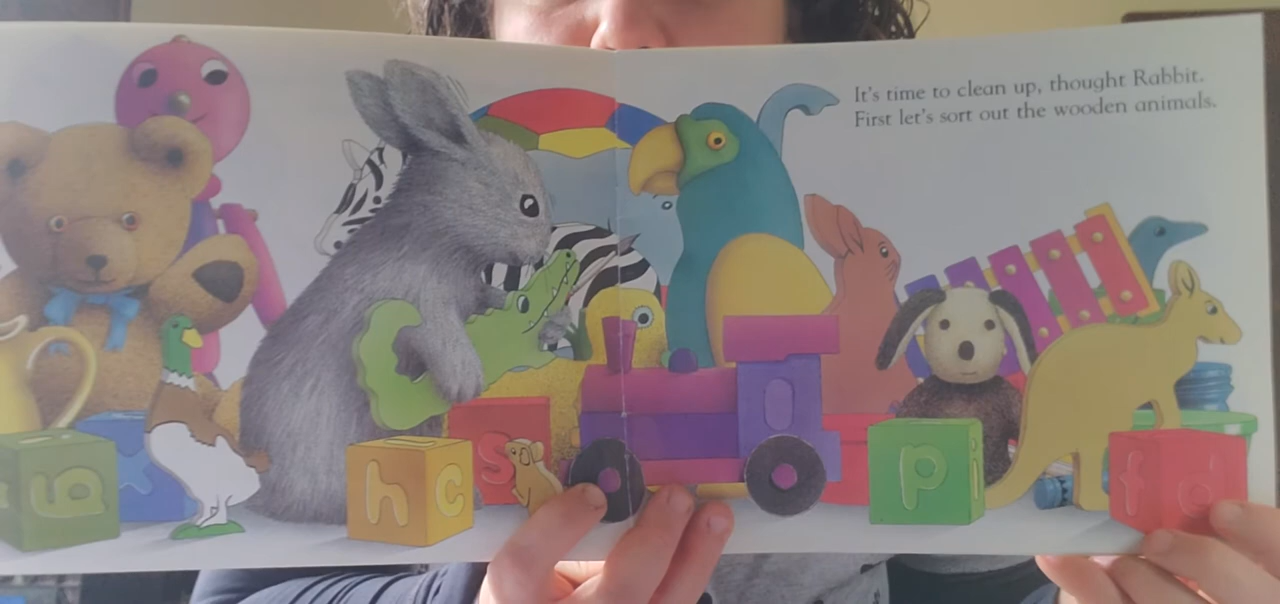 It's time to clean up, thought Rabbit.
First let's sort out the wooden animals.
g
h c
s
p i
f d